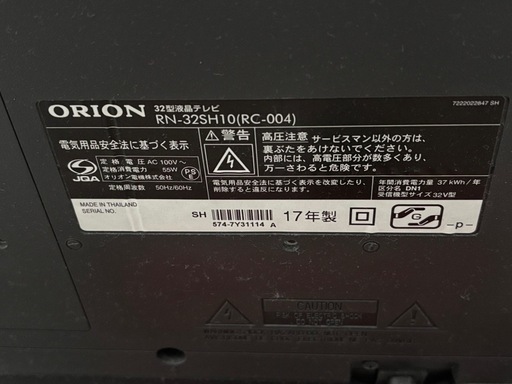 ORION
32型液晶テレビ
RN-32SH10(RC-004)
7222022847 SH
電気用品安全法に基づく表示
定格電圧 AC 100V~
定格消費電力 55W
オリオン電機株式会社
定格周波数 50Hz/60Hz
JQA
PS
E
警告
高圧注意 サービスマン以外の方は、
裏ぶたをあけないでください。
内部には、高電圧部分が数多くあり、
万一さわると危険です。
電気用品安全法に基づく表示を改変したり、
削除すると違反になります。
年間消費電力量 37 kWh/年
区分名 DN1
受信機型サイズ 32V型
MADE IN THAILAND
SERIAL NO.
SH
574-7Y31114 A
17年製
G
-p-
CAUTION